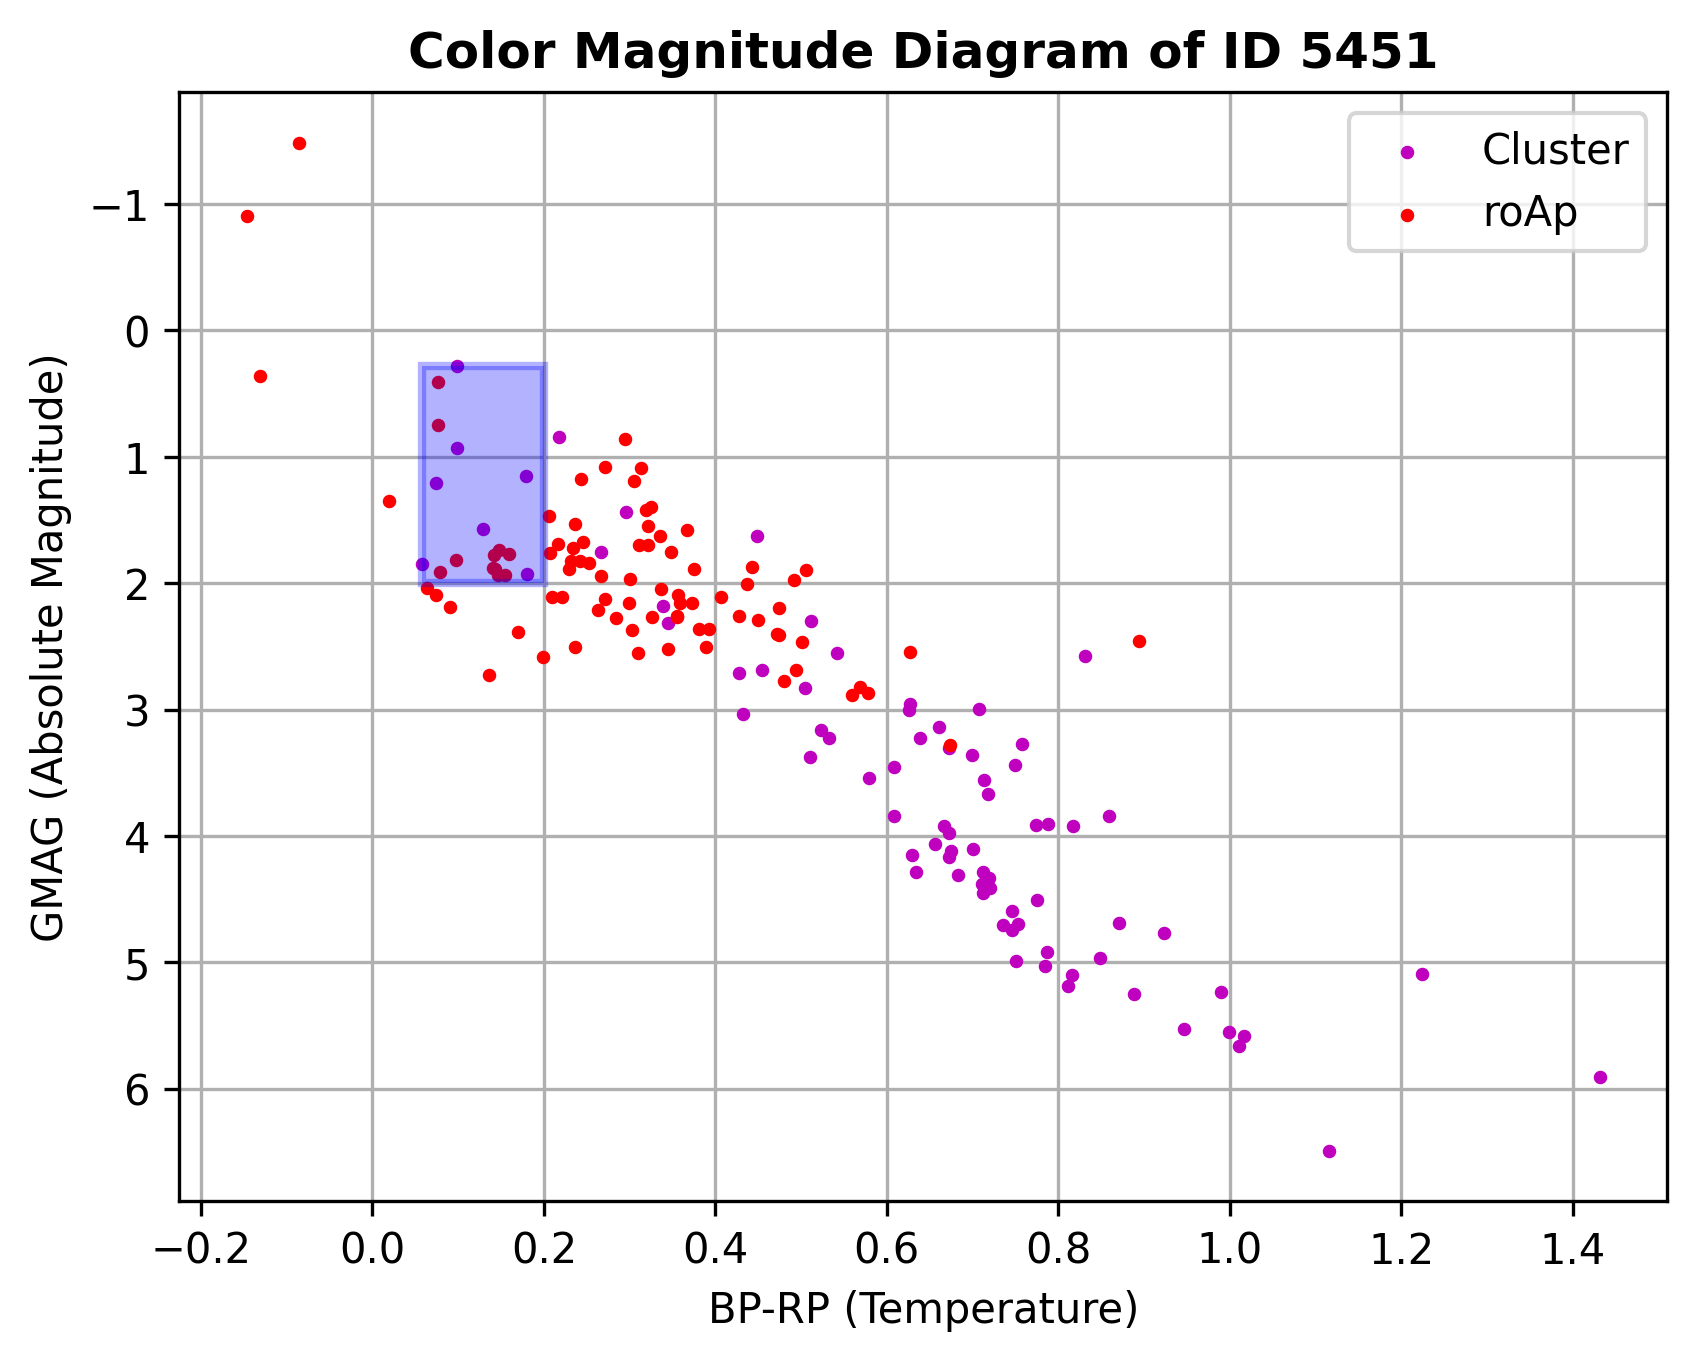 Color Magnitude Diagram of ID 5451
Cluster
roAp
GMAG (Absolute Magnitude)
−1
0
1
2
3
4
5
6
−0.2 0.0 0.2 0.4 0.6 0.8 1.0 1.2 1.4
BP-RP (Temperature)